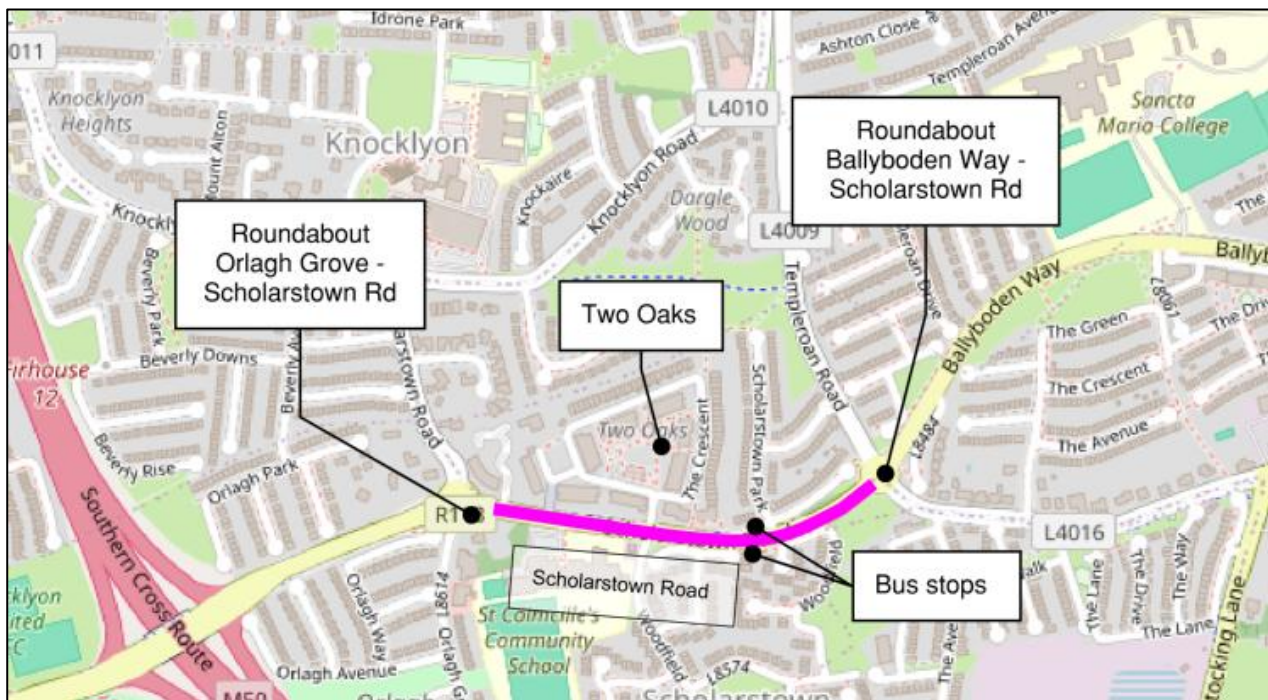 Idrone Park
Ashton Close
Templeroan Avenue
011
Knocklyon
Heights
Mount Alton
L4010
Roundabout
Ballyboden Way -
Scholarstown Rd
Sancta
Maria College
Knocklyon
Knockaire
Knocklyon Road
Dargle
Wood
L4009
The
Roundabout
Orlagh Grove -
Scholarstown Rd
Two Oaks
Beverly Park
Templeroan Road
Ballyboden Way
L8061
The Green
The Crescent
The Avenue
Firhouse
12
Beverly Downs
Beverly Rise
Orlagh Park
Two Oaks
The Crescent
Scholarstown Park
L8484
Southern Cross Route
L4016
Scholarstown Road
Bus stops
St Colmcille's
Community
School
Orlagh Way
L8614
Orlagh Avenue
Woodfield
L8574
The Lane
The Drive
The Way
The Lane
M50
Scholarstown